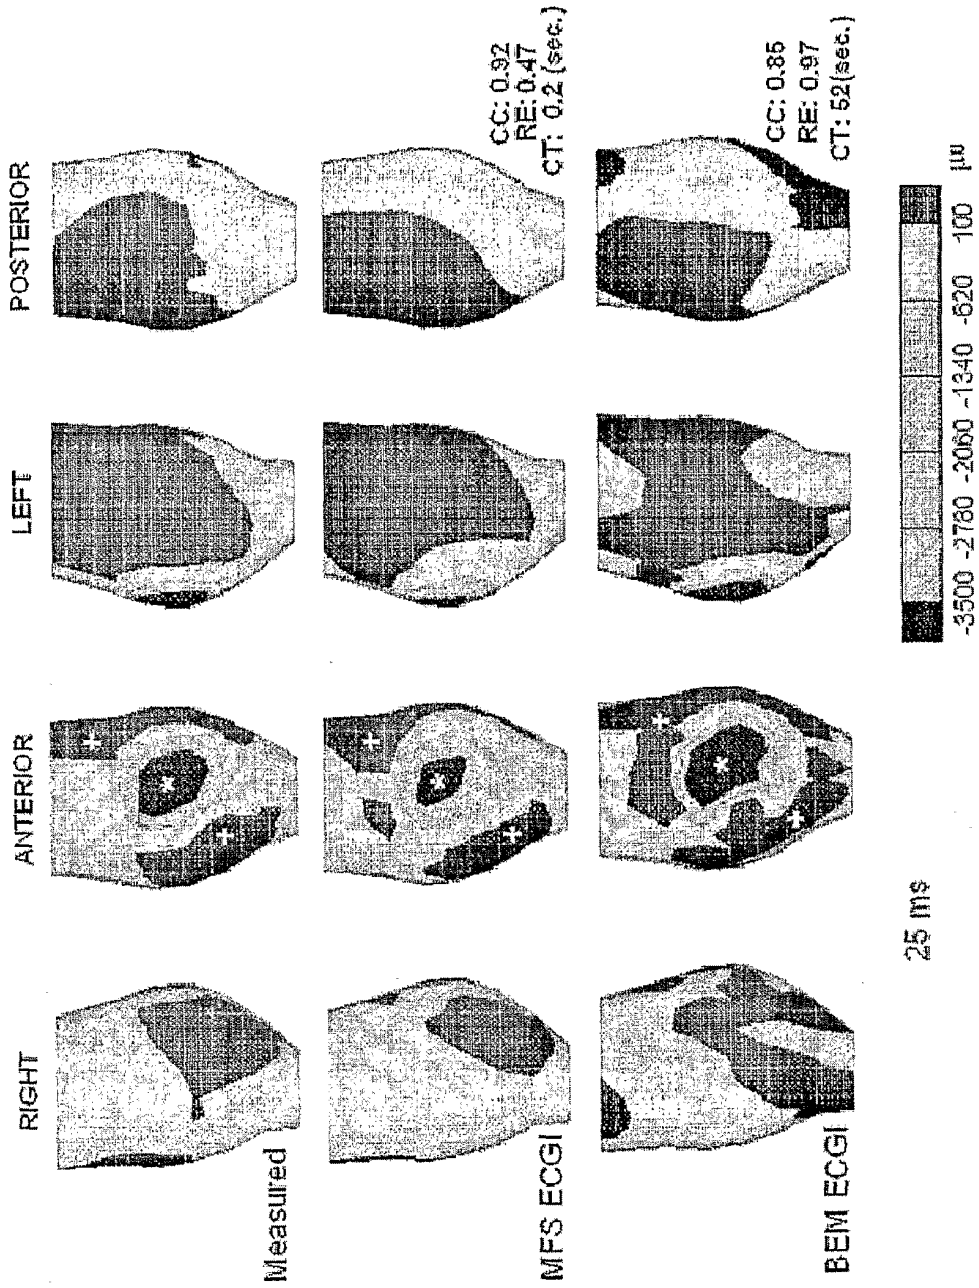 RIGHT ANTERIOR LEFT POSTERIOR
Measured
MFS ECGI
CC: 0.92
RE: 0.47
CT: 0.2 (sec.)
BEM ECGI
CC: 0.85
RE: 0.97
CT: 52(sec.)
25 ms
-3500 -2780 -2060 -1340 -620 100 μv